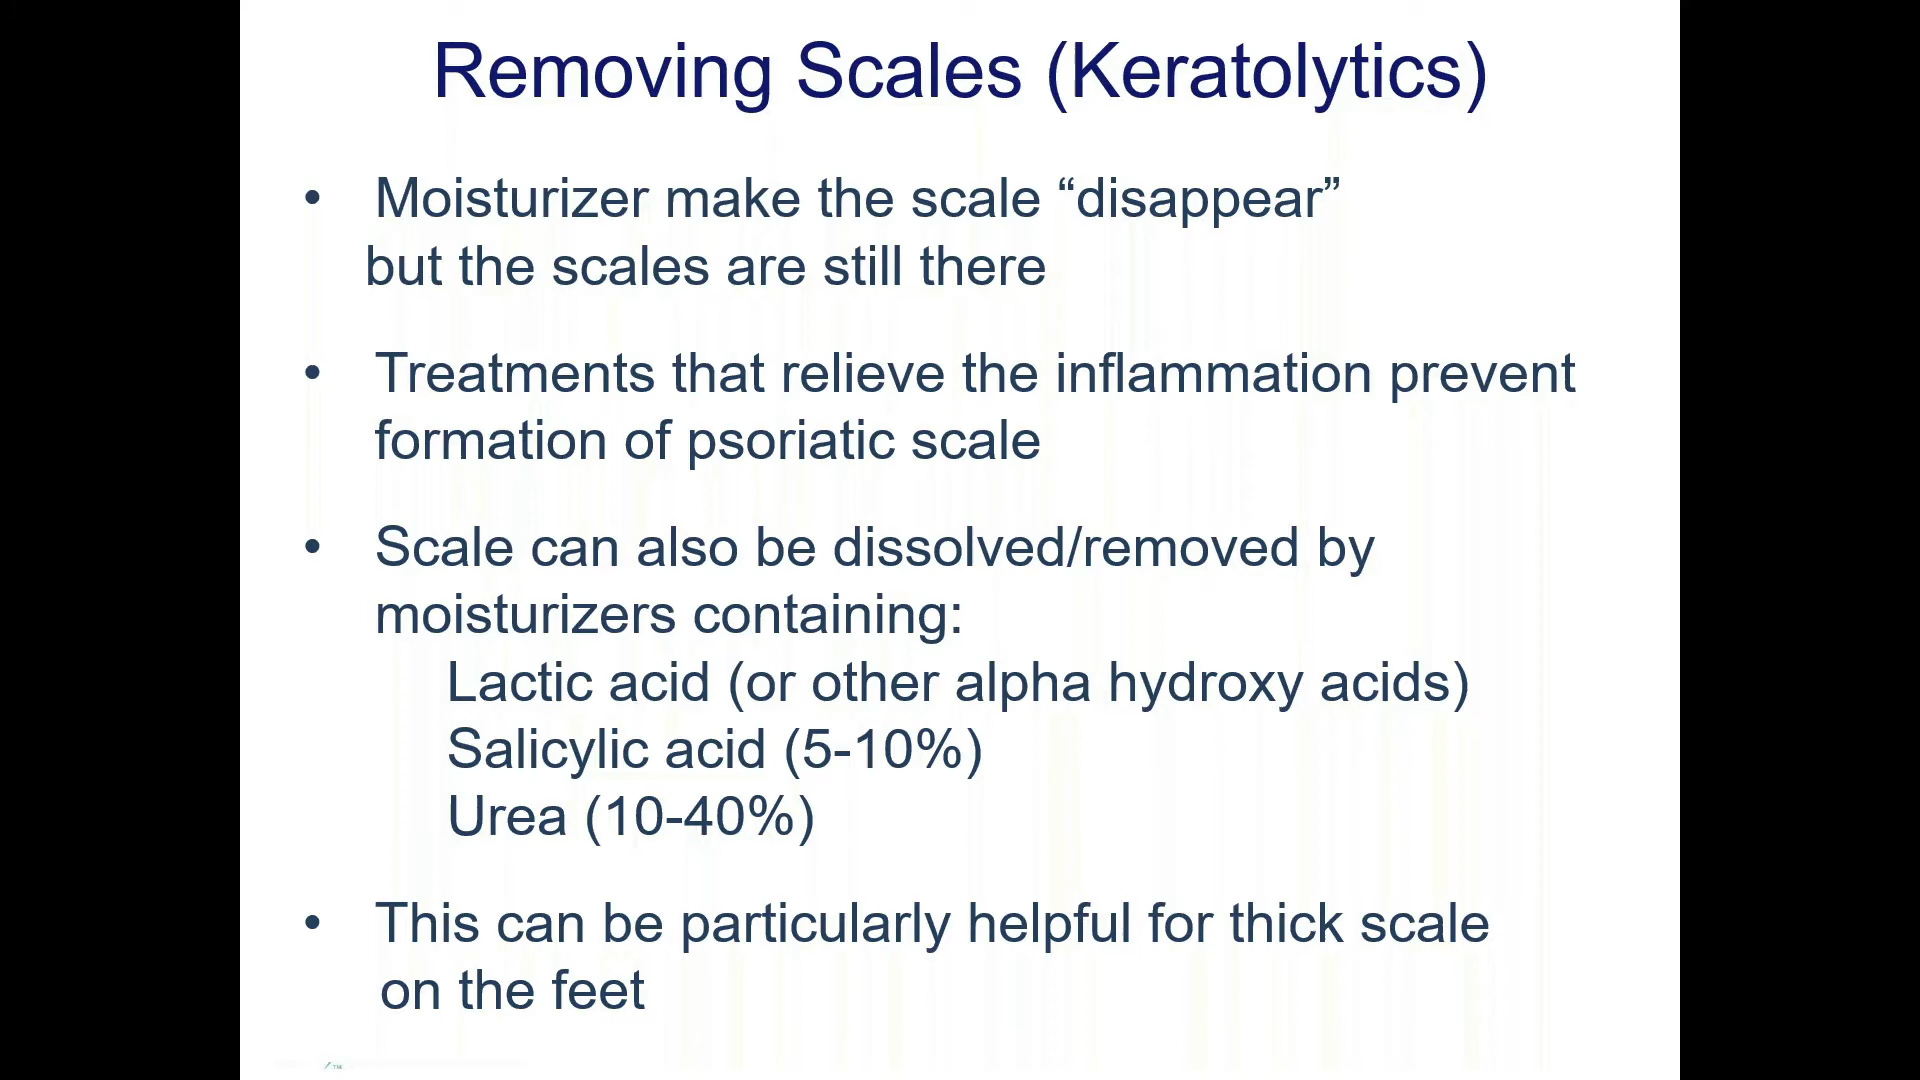 Removing Scales (Keratolytics)
• Moisturizer make the scale “disappear”
but the scales are still there
• Treatments that relieve the inflammation prevent
formation of psoriatic scale
• Scale can also be dissolved/removed by
moisturizers containing:
Lactic acid (or other alpha hydroxy acids)
Salicylic acid (5-10%)
Urea (10-40%)
• This can be particularly helpful for thick scale
on the feet
™